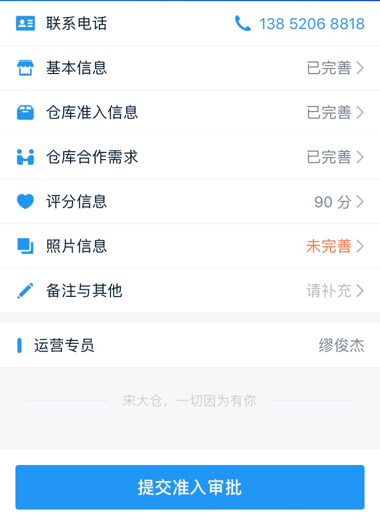 联系电话 138 5206 8818
基本信息 已完善
仓库准入信息 已完善
仓库合作需求 已完善
评分信息 90 分
照片信息 未完善
备注与其他 请补充
运营专员 缪俊杰
宋大仓，一切因为有你
提交准入审批